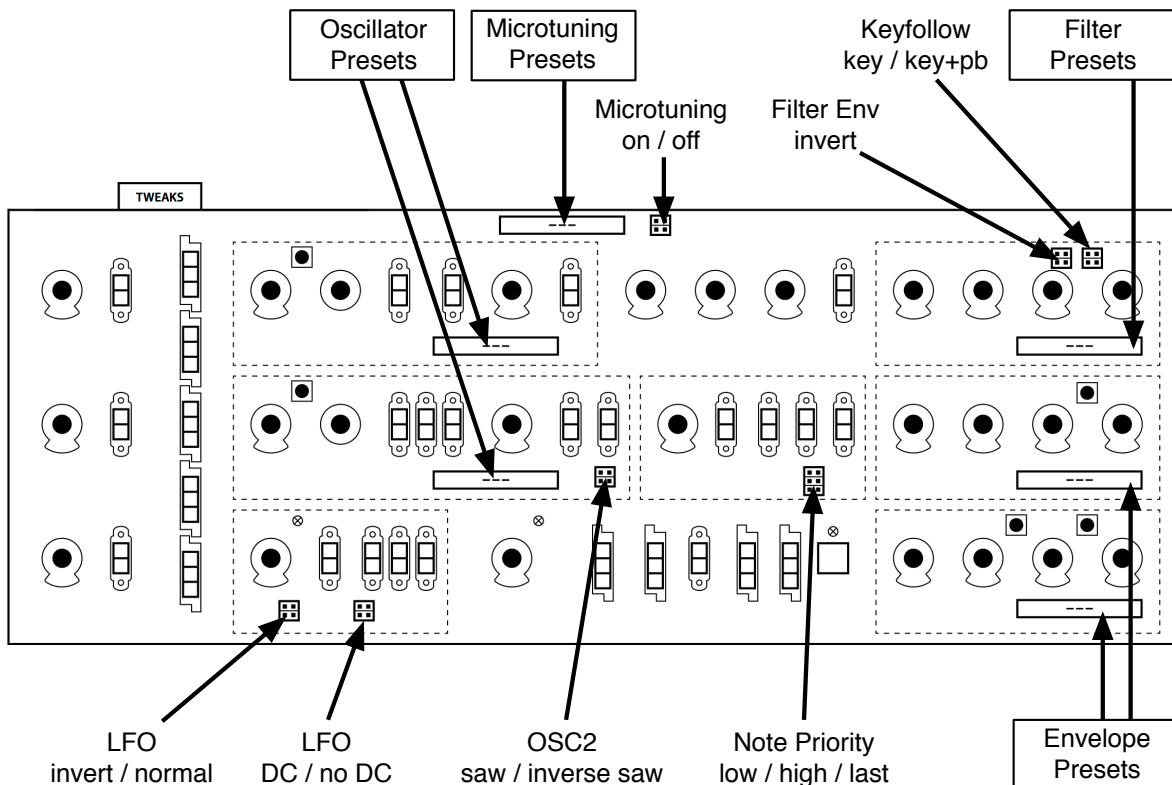 Oscillator
Presets
Microtuning
Presets
Keyfollow
key / key+pb
Filter
Presets
Microtuning
on / off
Filter Env
invert
TWEAKS
LFO
invert / normal
LFO
DC / no DC
OSC2
saw / inverse saw
Note Priority
low / high / last
Envelope
Presets